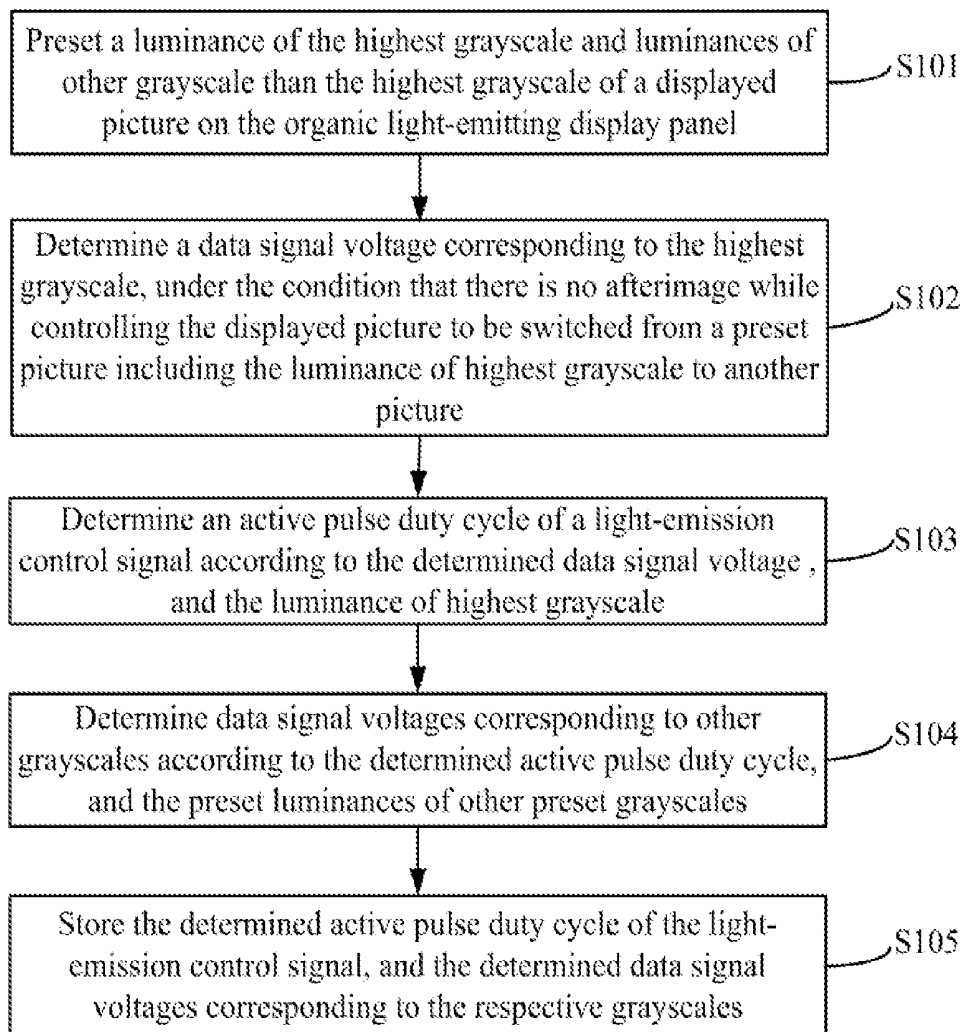 Preset a luminance of the highest grayscale and luminances of
other grayscale than the highest grayscale of a displayed
picture on the organic light-emitting display panel
S101
Determine a data signal voltage corresponding to the highest
grayscale, under the condition that there is no afterimage while
controlling the displayed picture to be switched from a preset
picture including the luminance of highest grayscale to another
picture
S102
Determine an active pulse duty cycle of a light-emission
control signal according to the determined data signal voltage ,
and the luminance of highest grayscale
S103
Determine data signal voltages corresponding to other
grayscales according to the determined active pulse duty cycle,
and the preset luminances of other preset grayscales
S104
Store the determined active pulse duty cycle of the light-
emission control signal, and the determined data signal
voltages corresponding to the respective grayscales
S105